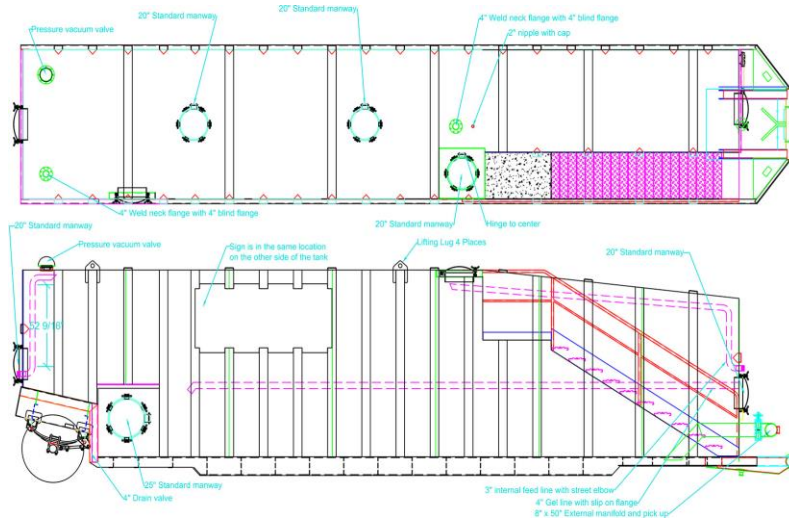 20" Standard manway
20" Standard manway
4" Weld neck flange with 4" blind flange
Pressure vacuum valve
2" nipple with cap
4" Weld neck flange with 4" blind flange
20" Standard manway
Hinge to center
20" Standard manway
Pressure vacuum valve
Sign is in the same location
on the other side of the tank
Lifting Lug 4 Places
20" Standard manway
52 9/16"
25" Standard manway
4" Drain valve
3" internal feed line with street elbow
4" Gel line with slip on flange
8" x 50" External manifold and pick up